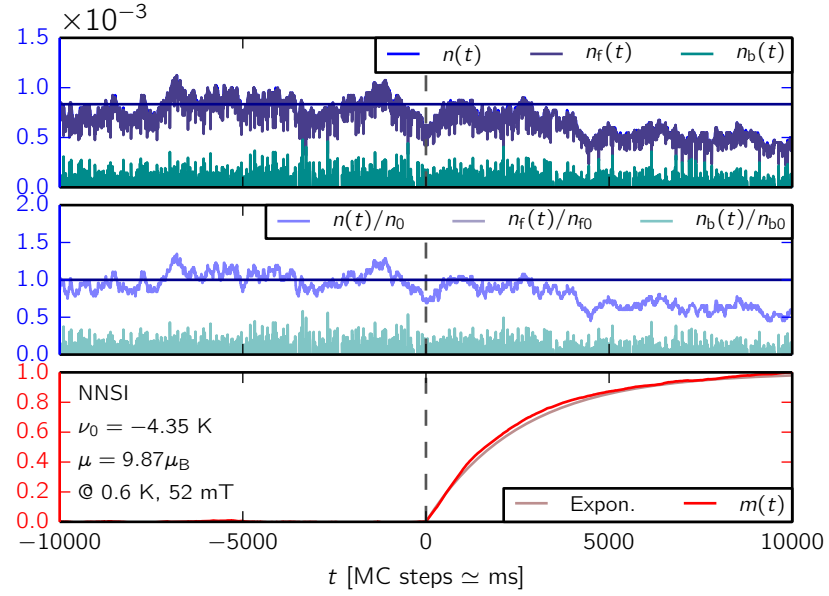 ×10⁻³
1.5
1.0
0.5
0.0
n(t) n_f(t) n_b(t)
2.0
1.5
1.0
0.5
0.0
n(t)/n₀ n_f(t)/n_f0 n_b(t)/n_b0
1.0
0.8
0.6
0.4
0.2
0.0
NNSI
ν₀ = −4.35 K
μ = 9.87μ_B
@ 0.6 K, 52 mT
Expon. m(t)
−10000 −5000 0 5000 10000
t [MC steps ≃ ms]